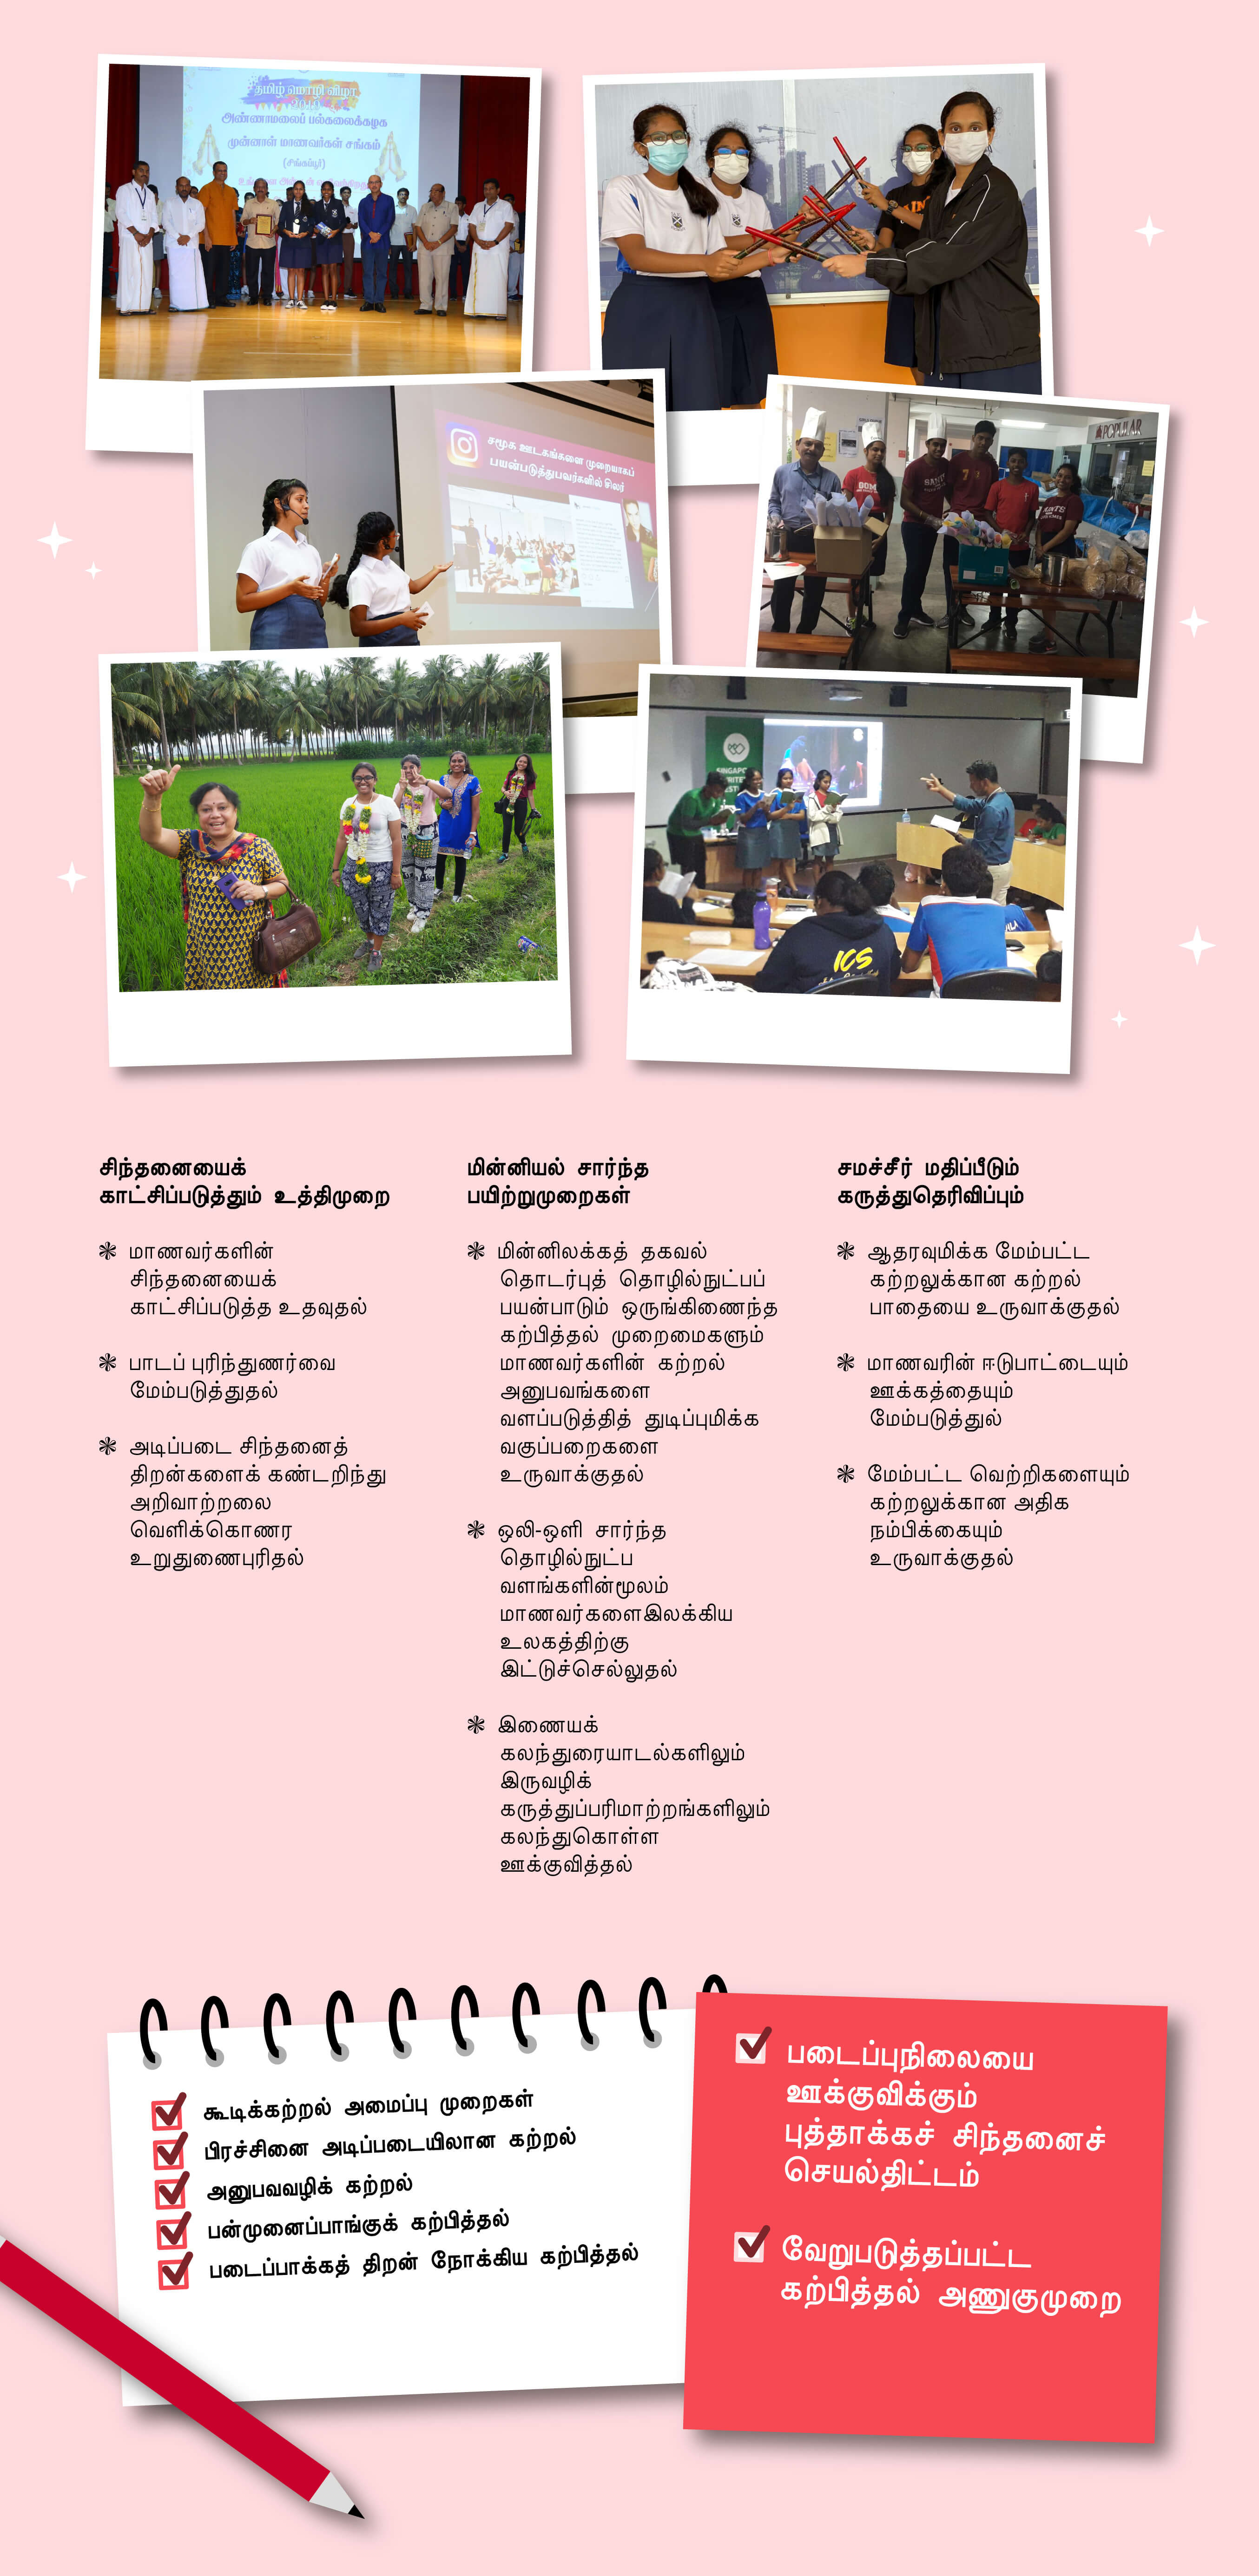 தமிழ் மொழி விழா
அண்ணாமலைப் பல்கலைக்கழக
முன்னாள் மாணவர்கள் சங்கம்
(சிங்கப்பூர்)
POPULAR
சமூக ஊடகங்களை முறையாகப்
பயன்படுத்துபவர்களில் சிலர்
SAINTS
ICS
சிந்தனையைக்
காட்சிப்படுத்தும் உத்திமுறை
❃ மாணவர்களின்
சிந்தனையைக்
காட்சிப்படுத்த உதவுதல்
❃ பாடப் புரிந்துணர்வை
மேம்படுத்துதல்
❃ அடிப்படை சிந்தனைத்
திறன்களைக் கண்டறிந்து
அறிவாற்றலை
வெளிக்கொணர
உறுதுணைபுரிதல்
மின்னியல் சார்ந்த
பயிற்றுமுறைகள்
❃ மின்னிலக்கத் தகவல்
தொடர்புத் தொழில்நுட்பப்
பயன்பாடும் ஒருங்கிணைந்த
கற்பித்தல் முறைமைகளும்
மாணவர்களின் கற்றல்
அனுபவங்களை
வளப்படுத்தித் துடிப்புமிக்க
வகுப்பறைகளை
உருவாக்குதல்
❃ ஒலி-ஒளி சார்ந்த
தொழில்நுட்ப
வளங்களின்மூலம்
மாணவர்களைஇலக்கிய
உலகத்திற்கு
இட்டுச்செல்லுதல்
❃ இணையக்
கலந்துரையாடல்களிலும்
இருவழிக்
கருத்துப்பரிமாற்றங்களிலும்
கலந்துகொள்ள
ஊக்குவித்தல்
சமச்சீர் மதிப்பீடும்
கருத்துதெரிவிப்பும்
❃ ஆதரவுமிக்க மேம்பட்ட
கற்றலுக்கான கற்றல்
பாதையை உருவாக்குதல்
❃ மாணவரின் ஈடுபாட்டையும்
ஊக்கத்தையும்
மேம்படுத்துல்
❃ மேம்பட்ட வெற்றிகளையும்
கற்றலுக்கான அதிக
நம்பிக்கையும்
உருவாக்குதல்
கூடிக்கற்றல் அமைப்பு முறைகள்
பிரச்சினை அடிப்படையிலான கற்றல்
அனுபவவழிக் கற்றல்
பன்முனைப்பாங்குக் கற்பித்தல்
படைப்பாக்கத் திறன் நோக்கிய கற்பித்தல்
படைப்புநிலையை
ஊக்குவிக்கும்
புத்தாக்கச் சிந்தனைச்
செயல்திட்டம்
வேறுபடுத்தப்பட்ட
கற்பித்தல் அணுகுமுறை